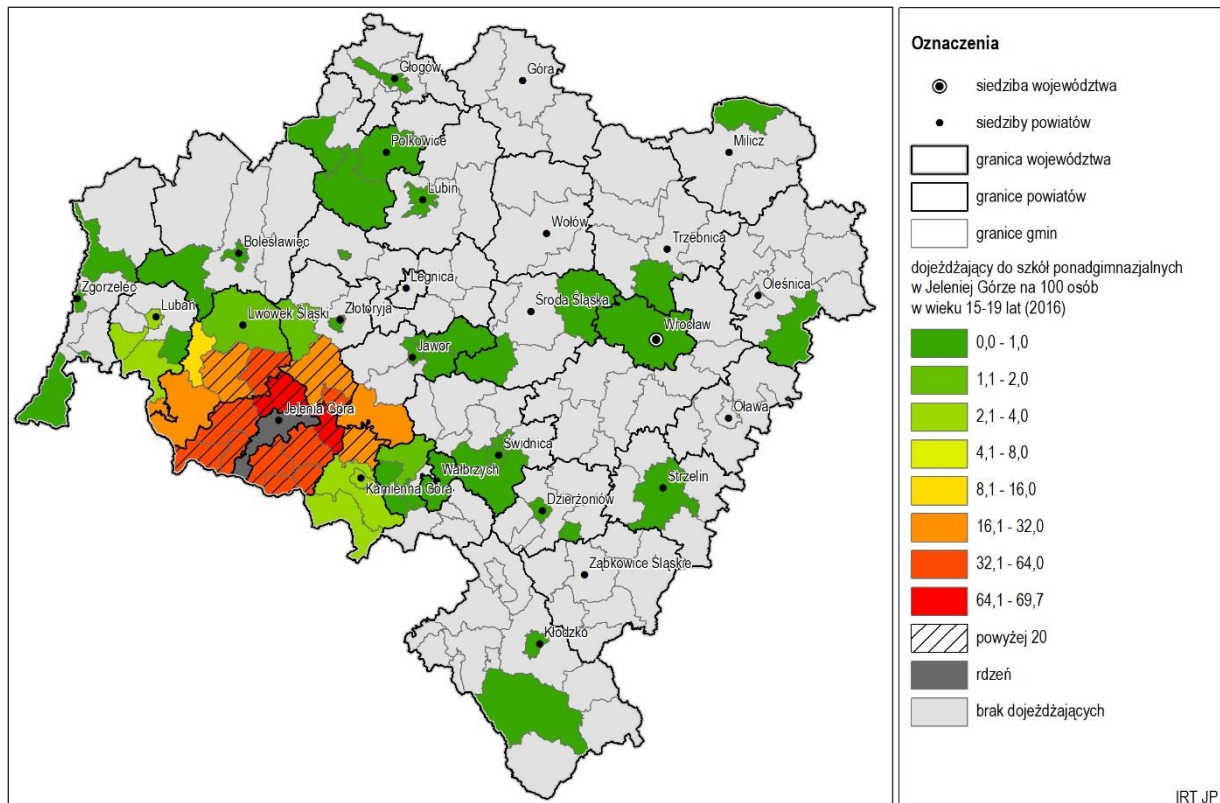 Głogów
Góra
Polkowice
Milicz
Lubin
Wołów
Trzebnica
Bolesławiec
Legnica
Oleśnica
Zgorzelec
Lubań
Lwówek Śląski
Złotoryja
Środa Śląska
Wrocław
Jawor
Jelenia Góra
Oława
Świdnica
Wałbrzych
Kamienna Góra
Strzelin
Dzierżoniów
Ząbkowice Śląskie
Kłodzko
Oznaczenia
siedziba województwa
siedziby powiatów
granica województwa
granice powiatów
granice gmin
dojeżdżający do szkół ponadgimnazjalnych
w Jeleniej Górze na 100 osób
w wieku 15-19 lat (2016)
0,0 - 1,0
1,1 - 2,0
2,1 - 4,0
4,1 - 8,0
8,1 - 16,0
16,1 - 32,0
32,1 - 64,0
64,1 - 69,7
powyżej 20
rdzeń
brak dojeżdżających
IRT JP